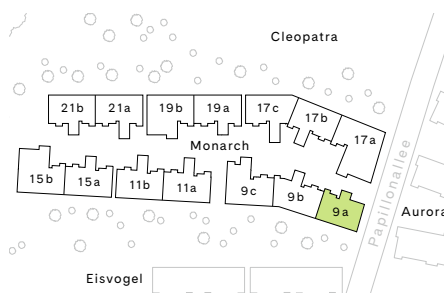 Cleopatra
21b 21a 19b 19a 17c 17b 17a
Monarch
15b 15a 11b 11a 9c 9b 9a
Papillonallee
Aurora
Eisvogel